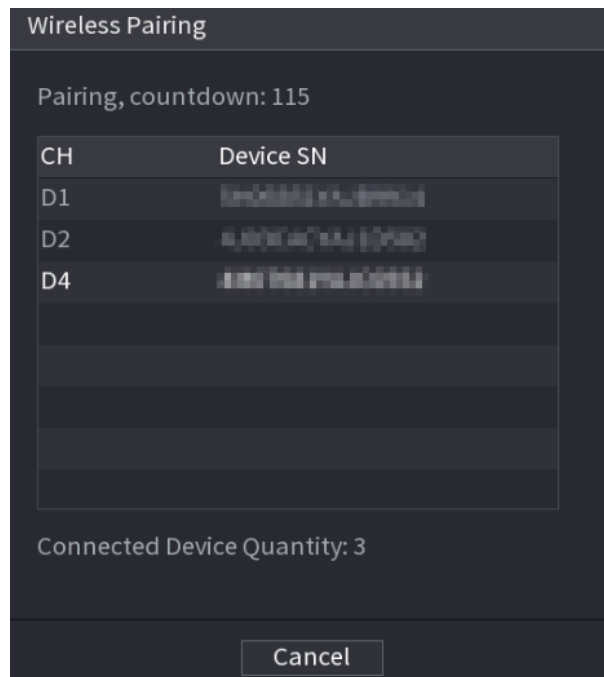 Wireless Pairing
Pairing, countdown: 115
CH Device SN
D1
D2
D4
Connected Device Quantity: 3
Cancel